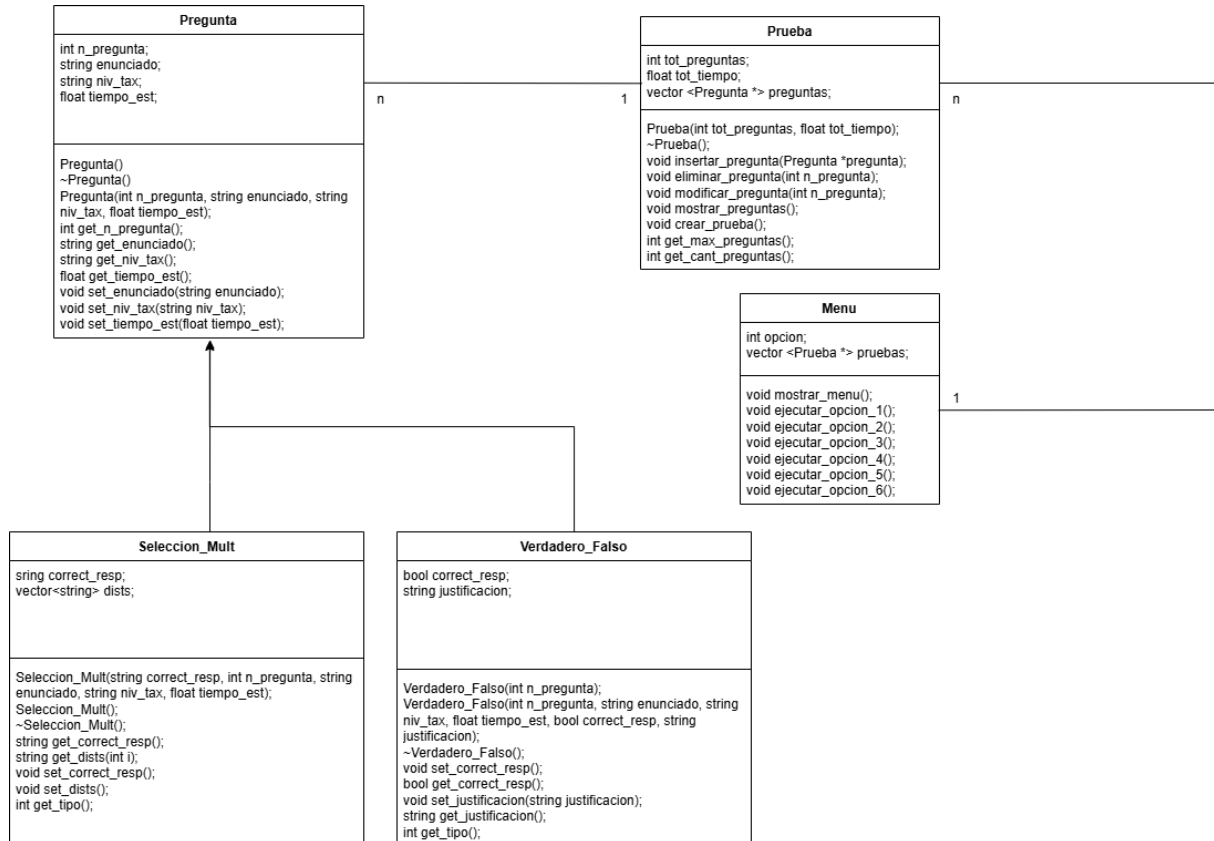 Pregunta
int n_pregunta;
string enunciado;
string niv_tax;
float tiempo_est;
Pregunta()
~Pregunta()
Pregunta(int n_pregunta, string enunciado, string
niv_tax, float tiempo_est);
int get_n_pregunta();
string get_enunciado();
string get_niv_tax();
float get_tiempo_est();
void set_enunciado(string enunciado);
void set_niv_tax(string niv_tax);
void set_tiempo_est(float tiempo_est);
n
1
Prueba
int tot_preguntas;
float tot_tiempo;
vector <Pregunta *> preguntas;
Prueba(int tot_preguntas, float tot_tiempo);
~Prueba();
void insertar_pregunta(Pregunta *pregunta);
void eliminar_pregunta(int n_pregunta);
void modificar_pregunta(int n_pregunta);
void mostrar_preguntas();
void crear_prueba();
int get_max_preguntas();
int get_cant_preguntas();
n
Menu
int opcion;
vector <Prueba *> pruebas;
void mostrar_menu();
void ejecutar_opcion_1();
void ejecutar_opcion_2();
void ejecutar_opcion_3();
void ejecutar_opcion_4();
void ejecutar_opcion_5();
void ejecutar_opcion_6();
1
Seleccion_Mult
sring correct_resp;
vector<string> dists;
Seleccion_Mult(string correct_resp, int n_pregunta, string
enunciado, string niv_tax, float tiempo_est);
Seleccion_Mult();
~Seleccion_Mult();
string get_correct_resp();
string get_dists(int i);
void set_correct_resp();
void set_dists();
int get_tipo();
Verdadero_Falso
bool correct_resp;
string justificacion;
Verdadero_Falso(int n_pregunta);
Verdadero_Falso(int n_pregunta, string enunciado, string
niv_tax, float tiempo_est, bool correct_resp, string
justificacion);
~Verdadero_Falso();
void set_correct_resp();
bool get_correct_resp();
void set_justificacion(string justificacion);
string get_justificacion();
int get_tipo();